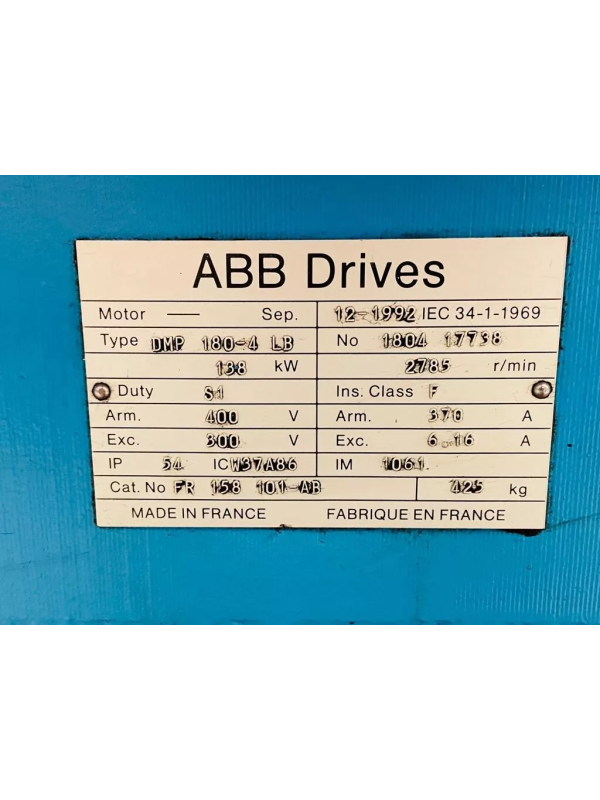 ABB Drives
Motor — Sep. 12-1992 IEC 34-1-1969
Type DMP 180-4 LB No 1804 17738
138 kW 2785 r/min
Duty S1 Ins. Class F
Arm. 400 V Arm. 370 A
Exc. 300 V Exc. 6.16 A
IP 54 IC W37A86 IM 1061.
Cat. No FR 158 101-AB 425 kg
MADE IN FRANCE FABRIQUE EN FRANCE